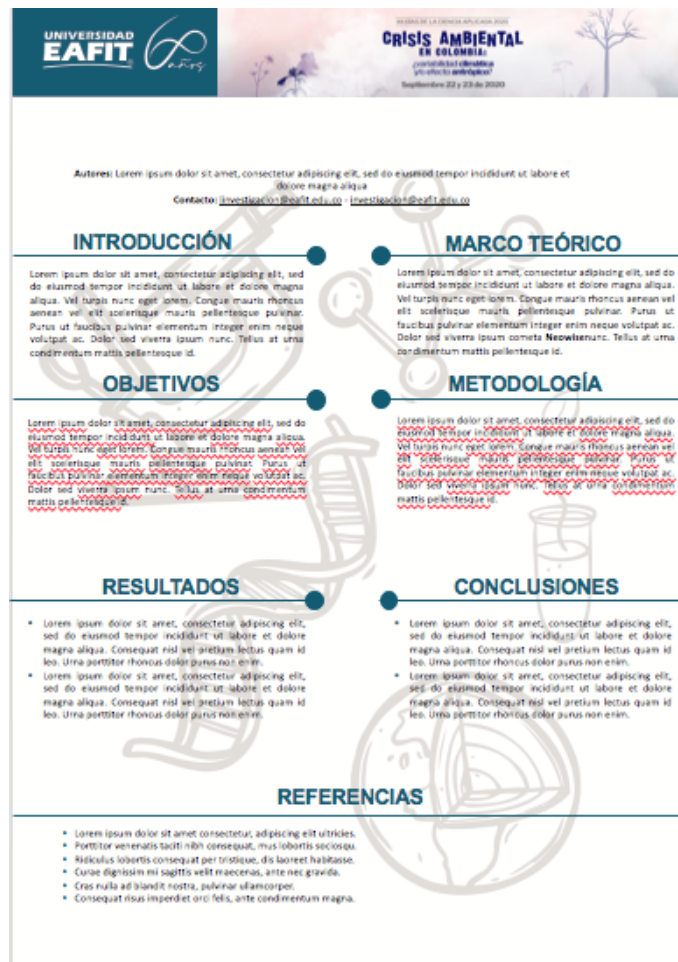 UNIVERSIDAD
EAFIT
60 años
DE LA CIENCIA APLICADA 2020
CRISIS AMBIENTAL
EN COLOMBIA:
¿variabilidad climática
y/o efecto antrópico?
Septiembre 22 y 23 de 2020
Autores: Lorem ipsum dolor sit amet, consectetur adipiscing elit, sed do eiusmod tempor incididunt ut labore et
dolore magna aliqua
Contacto: investigacion@eafit.edu.co - investigacion@eafit.edu.co
INTRODUCCIÓN
Lorem ipsum dolor sit amet, consectetur adipiscing elit, sed
do eiusmod tempor incididunt ut labore et dolore magna
aliqua. Vel turpis nunc eget lorem. Congue mauris rhoncus
aenean vel elit scelerisque mauris pellentesque pulvinar.
Purus ut faucibus pulvinar elementum integer enim neque
volutpat ac. Dolor sed viverra ipsum nunc. Tellus at urna
condimentum mattis pellentesque id.
MARCO TEÓRICO
Lorem ipsum dolor sit amet, consectetur adipiscing elit, sed do
eiusmod tempor incididunt ut labore et dolore magna aliqua.
Vel turpis nunc eget lorem. Congue mauris rhoncus aenean vel
elit scelerisque mauris pellentesque pulvinar. Purus ut
faucibus pulvinar elementum integer enim neque volutpat ac.
Dolor sed viverra ipsum cometa Neowisenunc. Tellus at urna
condimentum mattis pellentesque id.
OBJETIVOS
Lorem ipsum dolor sit amet, consectetur adipiscing elit, sed do
eiusmod tempor incididunt ut labore et dolore magna aliqua.
Vel turpis nunc eget lorem. Congue mauris rhoncus aenean vel
elit scelerisque mauris pellentesque pulvinar. Purus ut
faucibus pulvinar elementum integer enim neque volutpat ac.
Dolor sed viverra ipsum nunc. Tellus at urna condimentum
mattis pellentesque id.
METODOLOGÍA
Lorem ipsum dolor sit amet, consectetur adipiscing elit, sed do
eiusmod tempor incididunt ut labore et dolore magna aliqua.
Vel turpis nunc eget lorem. Congue mauris rhoncus aenean vel
elit scelerisque mauris pellentesque pulvinar. Purus ut
faucibus pulvinar elementum integer enim neque volutpat ac.
Dolor sed viverra ipsum nunc. Tellus at urna condimentum
mattis pellentesque id.
RESULTADOS
• Lorem ipsum dolor sit amet, consectetur adipiscing elit,
sed do eiusmod tempor incididunt ut labore et dolore
magna aliqua. Consequat nisl vel pretium lectus quam id
leo. Urna porttitor rhoncus dolor purus non enim.
• Lorem ipsum dolor sit amet, consectetur adipiscing elit,
sed do eiusmod tempor incididunt ut labore et dolore
magna aliqua. Consequat nisl vel pretium lectus quam id
leo. Urna porttitor rhoncus dolor purus non enim.
CONCLUSIONES
• Lorem ipsum dolor sit amet, consectetur adipiscing elit,
sed do eiusmod tempor incididunt ut labore et dolore
magna aliqua. Consequat nisl vel pretium lectus quam id
leo. Urna porttitor rhoncus dolor purus non enim.
• Lorem ipsum dolor sit amet, consectetur adipiscing elit,
sed do eiusmod tempor incididunt ut labore et dolore
magna aliqua. Consequat nisl vel pretium lectus quam id
leo. Urna porttitor rhoncus dolor purus non enim.
REFERENCIAS
• Lorem ipsum dolor sit amet consectetur, adipiscing elit ultricies.
• Porttitor venenatis taciti nibh consequat, mus lobortis sociosqu.
• Ridiculus lobortis consequat per tristique, dis laoreet habitasse.
• Curae dignissim mi sagittis velit maecenas, ante nec gravida.
• Cras nulla ad blandit nostra, pulvinar ullamcorper.
• Consequat risus imperdiet orci felis, ante condimentum magna.